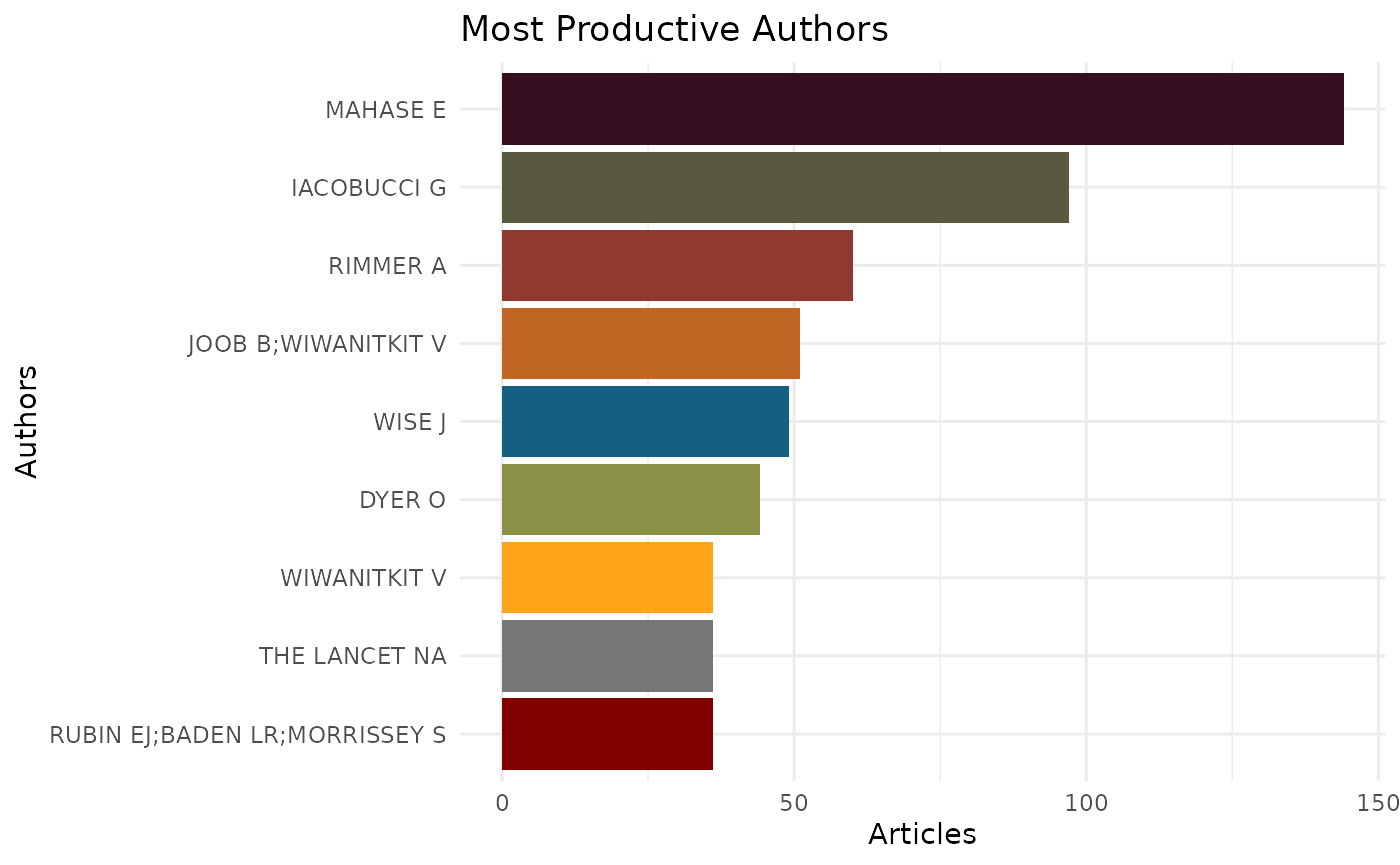 Most Productive Authors
MAHASE E
IACOBUCCI G
RIMMER A
JOOB B;WIWANITKIT V
WISE J
DYER O
WIWANITKIT V
THE LANCET NA
RUBIN EJ;BADEN LR;MORRISSEY S
Authors
0 50 100 150
Articles